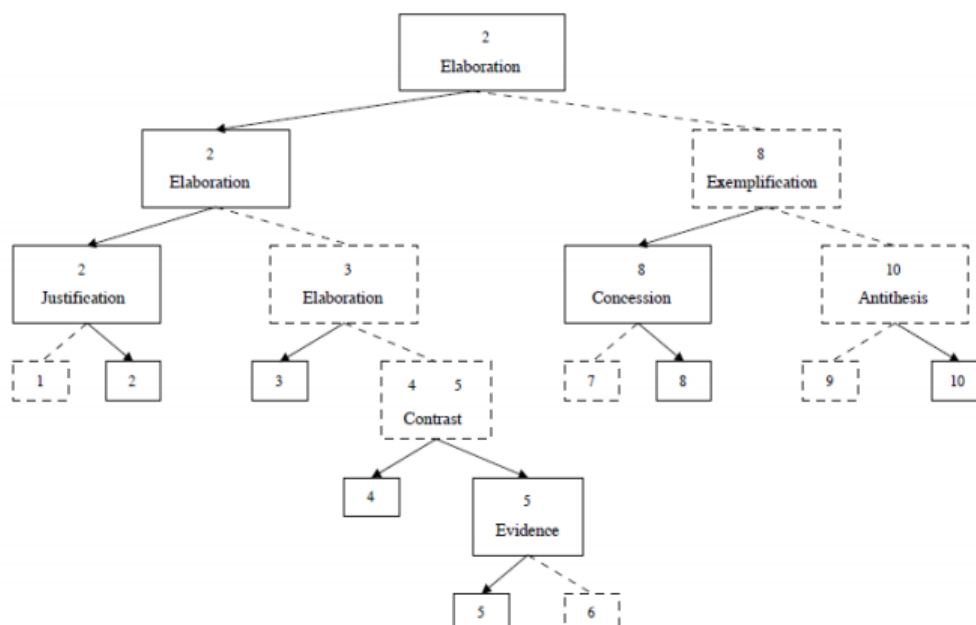 2
Elaboration
2
Elaboration
8
Exemplification
2
Justification
3
Elaboration
8
Concession
10
Antithesis
1
2
3
4 5
Contrast
7
8
9
10
4
5
Evidence
5
6